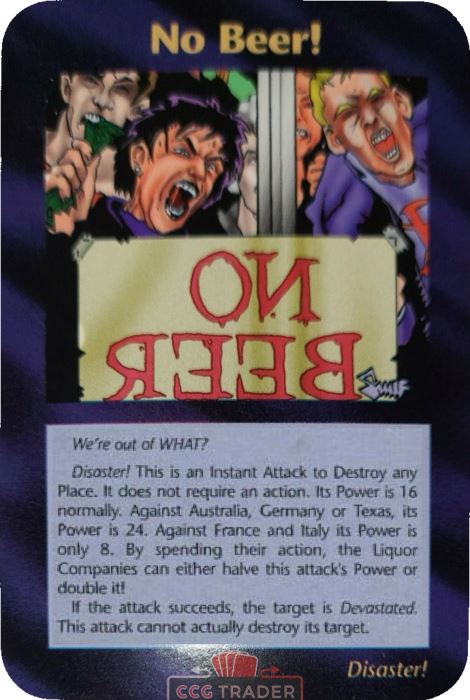 No Beer!
NO
BEER
We're out of WHAT?
Disaster! This is an Instant Attack to Destroy any
Place. It does not require an action. Its Power is 16
normally. Against Australia, Germany or Texas, its
Power is 24. Against France and Italy its Power is
only 8. By spending their action, the Liquor
Companies can either halve this attack's Power or
double it!
If the attack succeeds, the target is Devastated.
This attack cannot actually destroy its target.
Disaster!
CCG TRADER